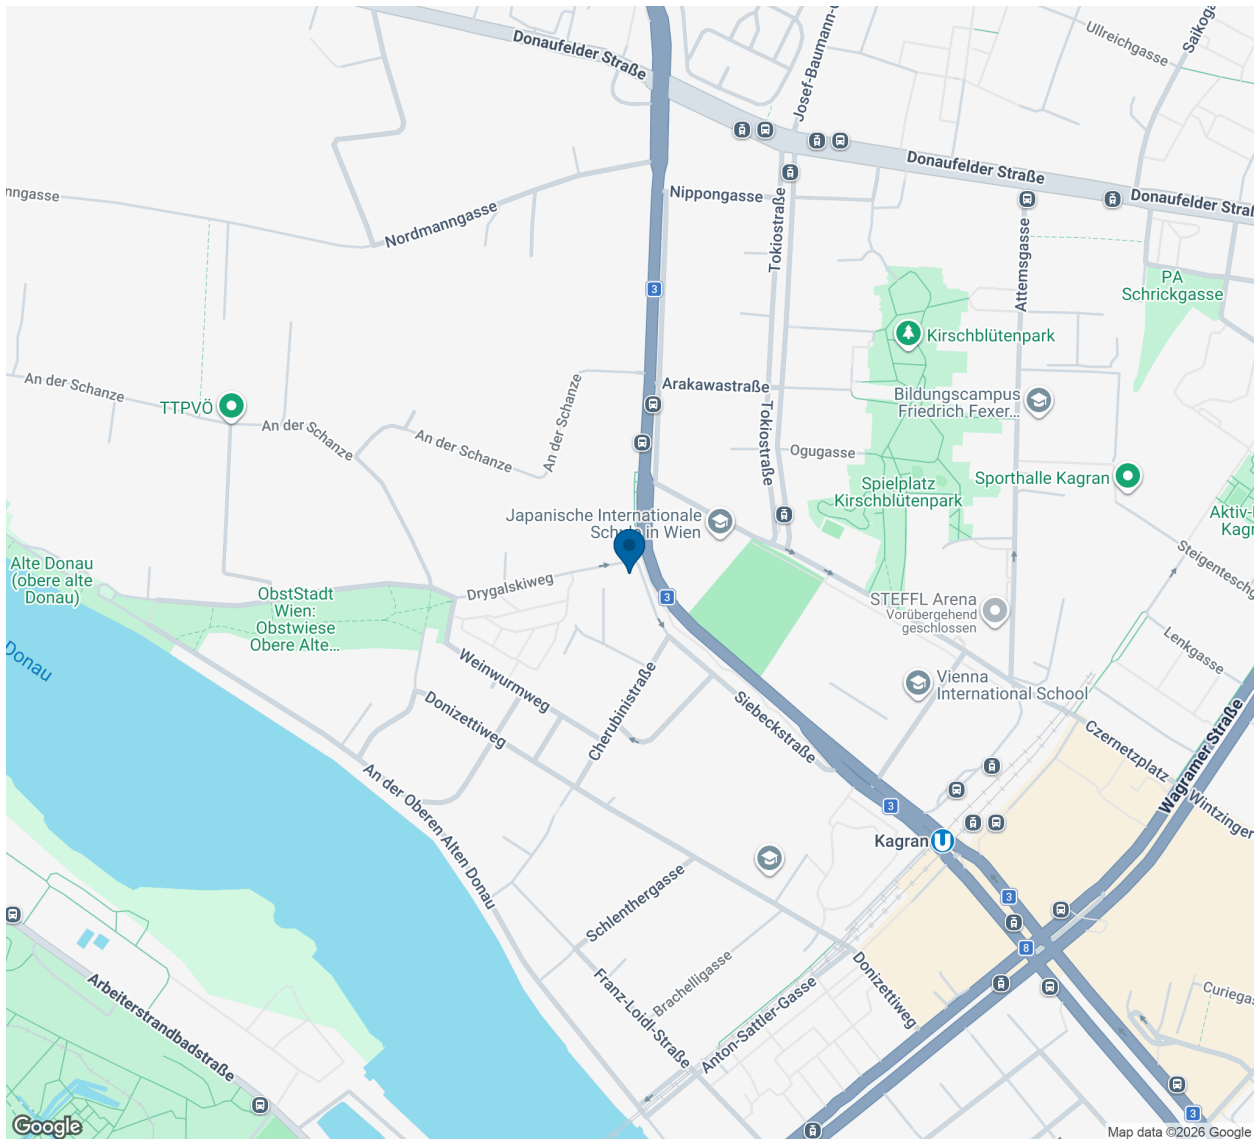 Donaufelder Straße
Josef-Baumann-G
Ullreichgasse
Saikoga
Donaufelder Straße
Donaufelder Straß
nngasse
Nordmanngasse
Nippongasse
Tokiostraße
Attemsgasse
PA
Schrickgasse
3
Kirschblütenpark
An der Schanze
TTPVÖ
An der Schanze
An der Schanze
An der Schanze
Arakawastraße
Tokiostraße
Bildungscampus
Friedrich Fexer...
Ogugasse
Spielplatz
Kirschblütenpark
Sporthalle Kagran
Aktiv-
Kagr
Japanische Internationale
Schule in Wien
Steigenteschg
Alte Donau
(obere alte
Donau)
Donau
ObstStadt
Wien:
Obstwiese
Obere Alte...
Drygalskiweg
3
STEFFL Arena
Vorübergehend
geschlossen
Lenkgasse
Weinwurmweg
Donizettiweg
Cherubinistraße
Siebeckstraße
Vienna
International School
Czernetzplatz
Wagramer Straße
Wintzinger
An der Oberen Alten Donau
3
Kagran
U
Schlenthergasse
3
8
Franz-Loidl-Straße
Brachelligasse
Donizettiweg
Anton-Sattler-Gasse
Curiegas
Arbeiterstrandbadstraße
3
Google
Map data ©2026 Google